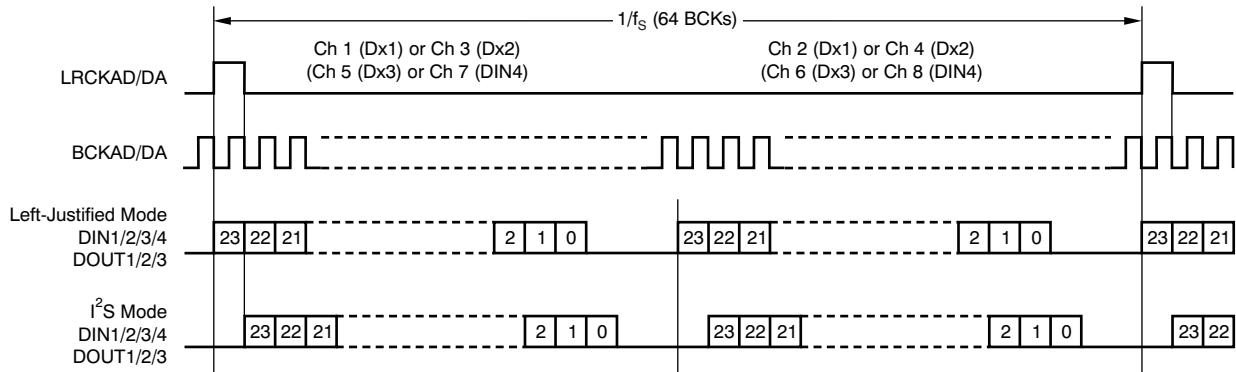 1/fS (64 BCKs)
Ch 1 (Dx1) or Ch 3 (Dx2)
(Ch 5 (Dx3) or Ch 7 (DIN4)
Ch 2 (Dx1) or Ch 4 (Dx2)
(Ch 6 (Dx3) or Ch 8 (DIN4)
LRCKAD/DA
BCKAD/DA
Left-Justified Mode
DIN1/2/3/4
DOUT1/2/3
23 22 21 2 1 0 23 22 21 2 1 0 23 22 21
I2S Mode
DIN1/2/3/4
DOUT1/2/3
23 22 21 2 1 0 23 22 21 2 1 0 23 22